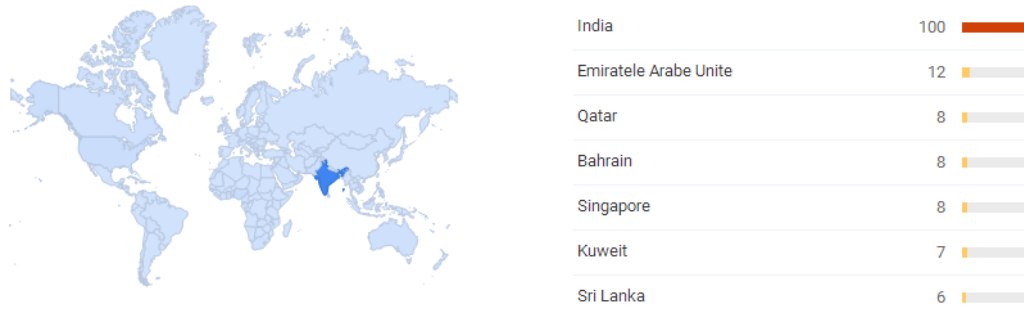 India 100
Emiratele Arabe Unite 12
Qatar 8
Bahrain 8
Singapore 8
Kuweit 7
Sri Lanka 6